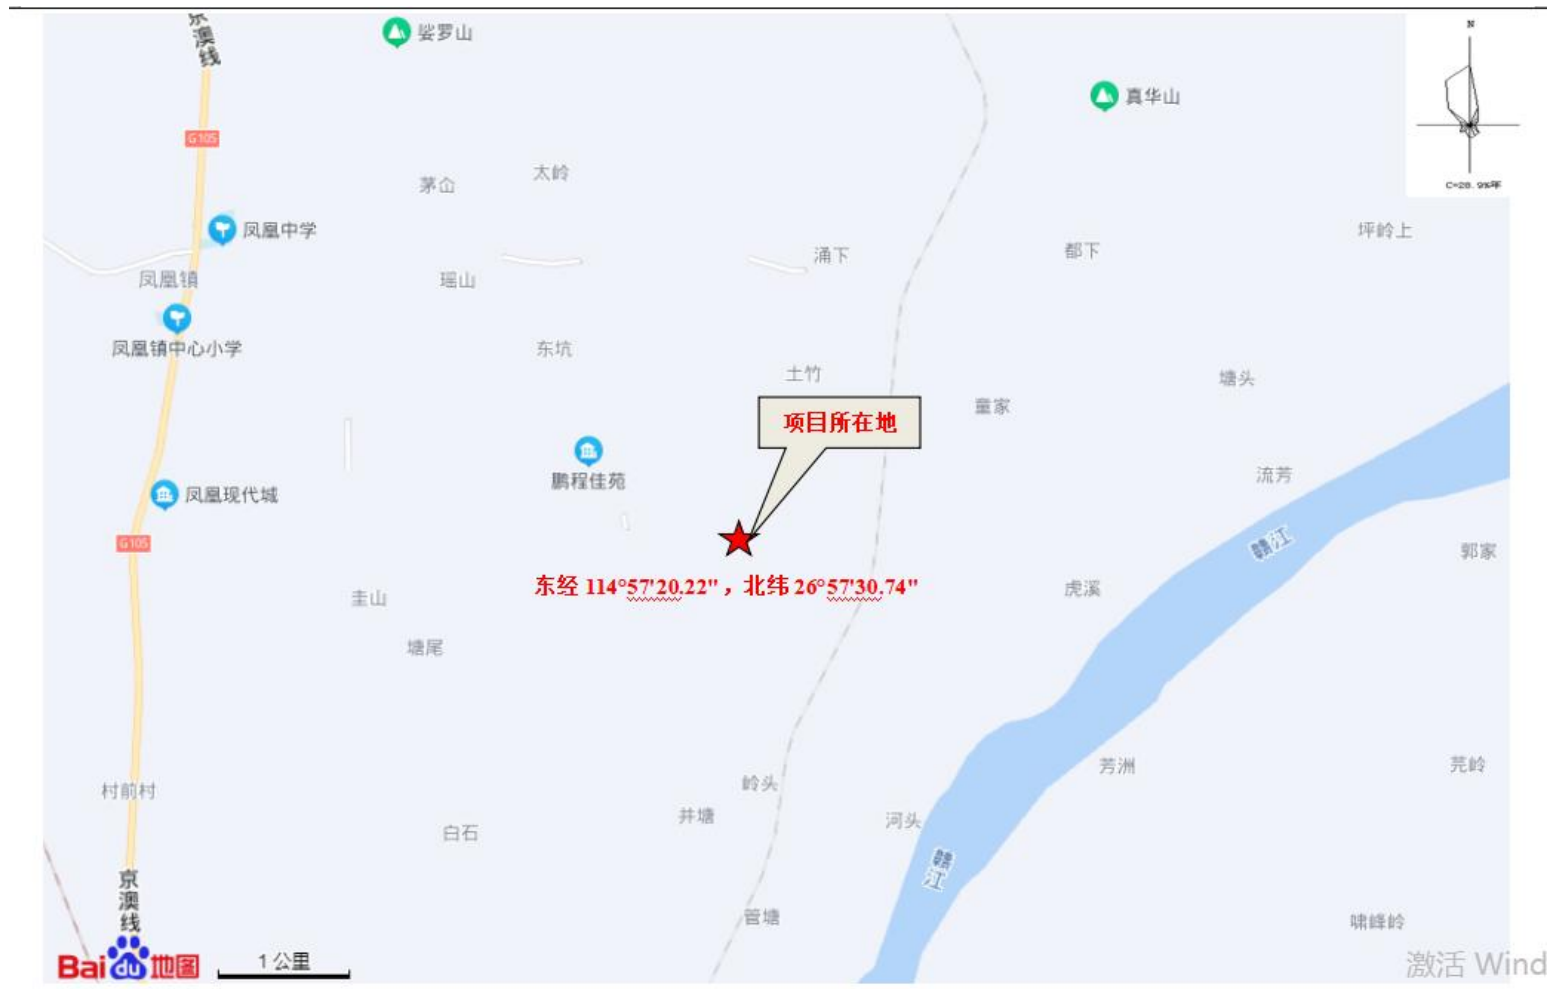 京澳线
娑罗山
N
真华山
G105
C=28.9%年
太岭
茅仚
凤凰中学
坪岭上
都下
涌下
凤凰镇
瑶山
凤凰镇中心小学
东坑
土竹
塘头
童家
项目所在地
鹏程佳苑
流芳
凤凰现代城
G105
赣江
郭家
东经 114°57'20.22"，北纬 26°57'30.74"
虎溪
圭山
塘尾
芳洲
芫岭
岭头
村前村
井塘
河头
白石
赣江
京澳线
管塘
啸峰岭
Bai du 地图
1 公里
激活 Wind